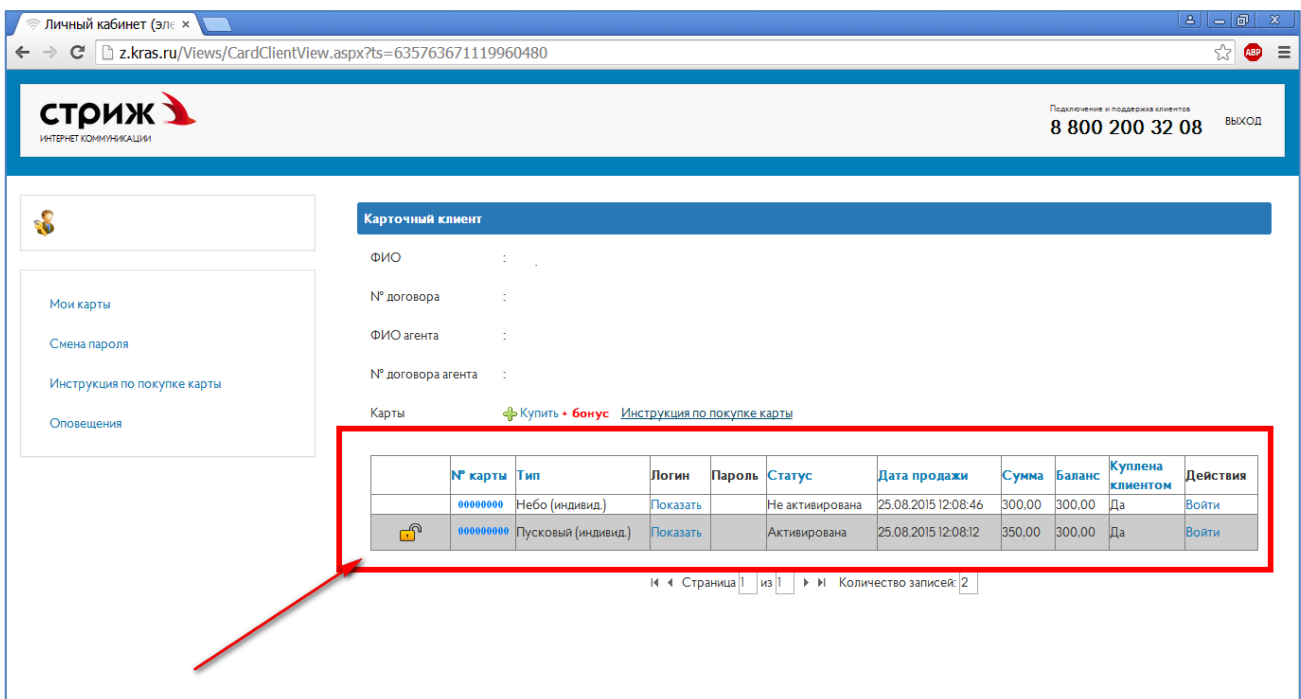 Личный кабинет (эле
z.kras.ru/Views/CardClientView.aspx?ts=635763671119960480
ABP
стриж
ИНТЕРНЕТ КОММУНИКАЦИИ
Подключение и поддержка клиентов
8 800 200 32 08
ВЫХОД
Мои карты
Смена пароля
Инструкция по покупке карты
Оповещения
Карточный клиент
ФИО :
№ договора :
ФИО агента :
№ договора агента :
Карты Купить + бонус Инструкция по покупке карты
№ карты Тип Логин Пароль Статус Дата продажи Сумма Баланс Куплена клиентом Действия
00000000 Небо (индивид.) Показать Не активирована 25.08.2015 12:08:46 300,00 300,00 Да Войти
000000000 Пусковый (индивид.) Показать Активирована 25.08.2015 12:08:12 350,00 300,00 Да Войти
Страница 1 из 1 Количество записей: 2